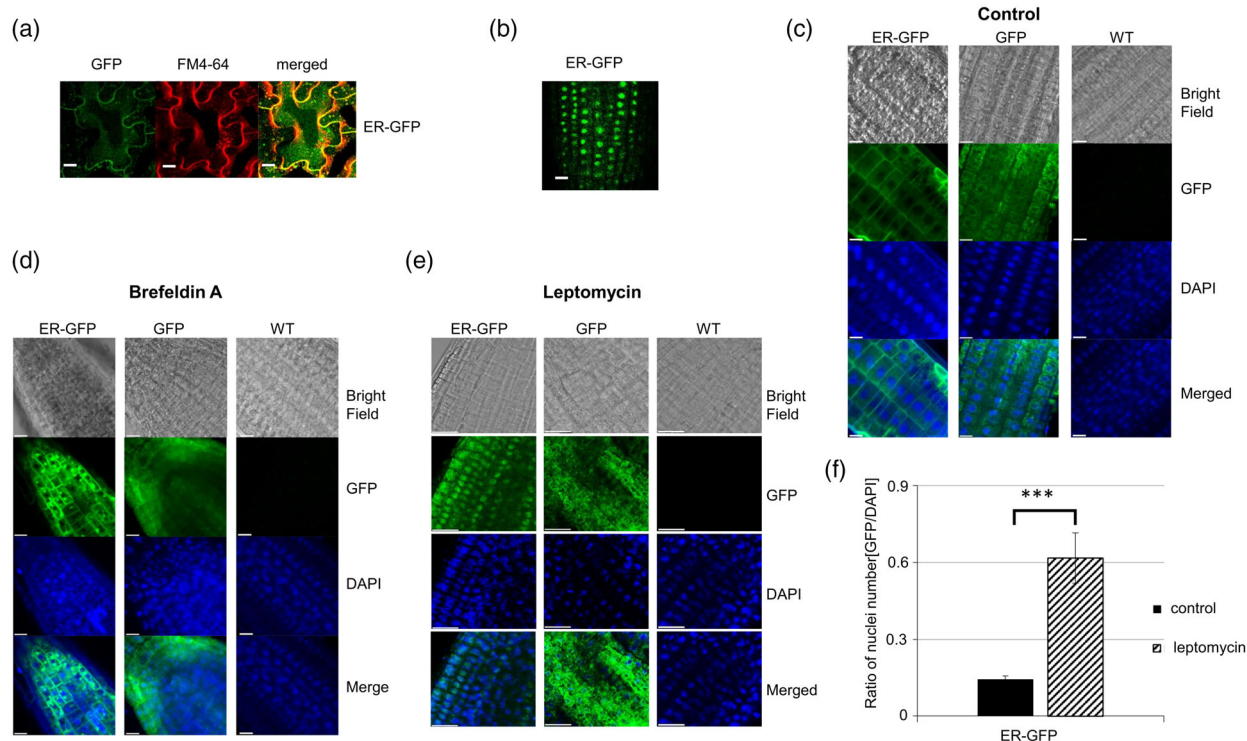 (a)
GFP FM4-64 merged
ER-GFP
(b)
ER-GFP
(c)
Control
ER-GFP GFP WT
Bright
Field
GFP
DAPI
Merged
(d)
Brefeldin A
ER-GFP GFP WT
Bright
Field
GFP
DAPI
Merge
(e)
Leptomycin
ER-GFP GFP WT
Bright
Field
GFP
DAPI
Merged
(f)
Ratio of nuclei number[GFP/DAPI]
0.9
0.6
0.3
0
***
ER-GFP
control
leptomycin